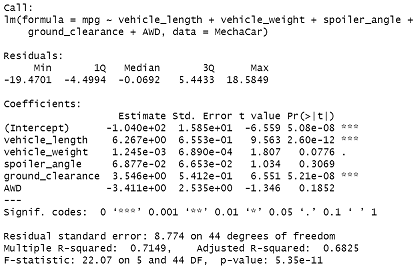 Call:
lm(formula = mpg ~ vehicle_length + vehicle_weight + spoiler_angle +
    ground_clearance + AWD, data = MechaCar)

Residuals:
     Min       1Q   Median       3Q      Max
-19.4701  -4.4994  -0.0692   5.4433  18.5849

Coefficients:
                   Estimate Std. Error t value Pr(>|t|)
(Intercept)      -1.040e+02  1.585e+01  -6.559 5.08e-08 ***
vehicle_length    6.267e+00  6.553e-01   9.563 2.60e-12 ***
vehicle_weight    1.245e-03  6.890e-04   1.807   0.0776 .
spoiler_angle     6.877e-02  6.653e-02   1.034   0.3069
ground_clearance  3.546e+00  5.412e-01   6.551 5.21e-08 ***
AWD              -3.411e+00  2.535e+00  -1.346   0.1852
---
Signif. codes:  0 ‘***’ 0.001 ‘**’ 0.01 ‘*’ 0.05 ‘.’ 0.1 ‘ ’ 1

Residual standard error: 8.774 on 44 degrees of freedom
Multiple R-squared:  0.7149,    Adjusted R-squared:  0.6825
F-statistic: 22.07 on 5 and 44 DF,  p-value: 5.35e-11